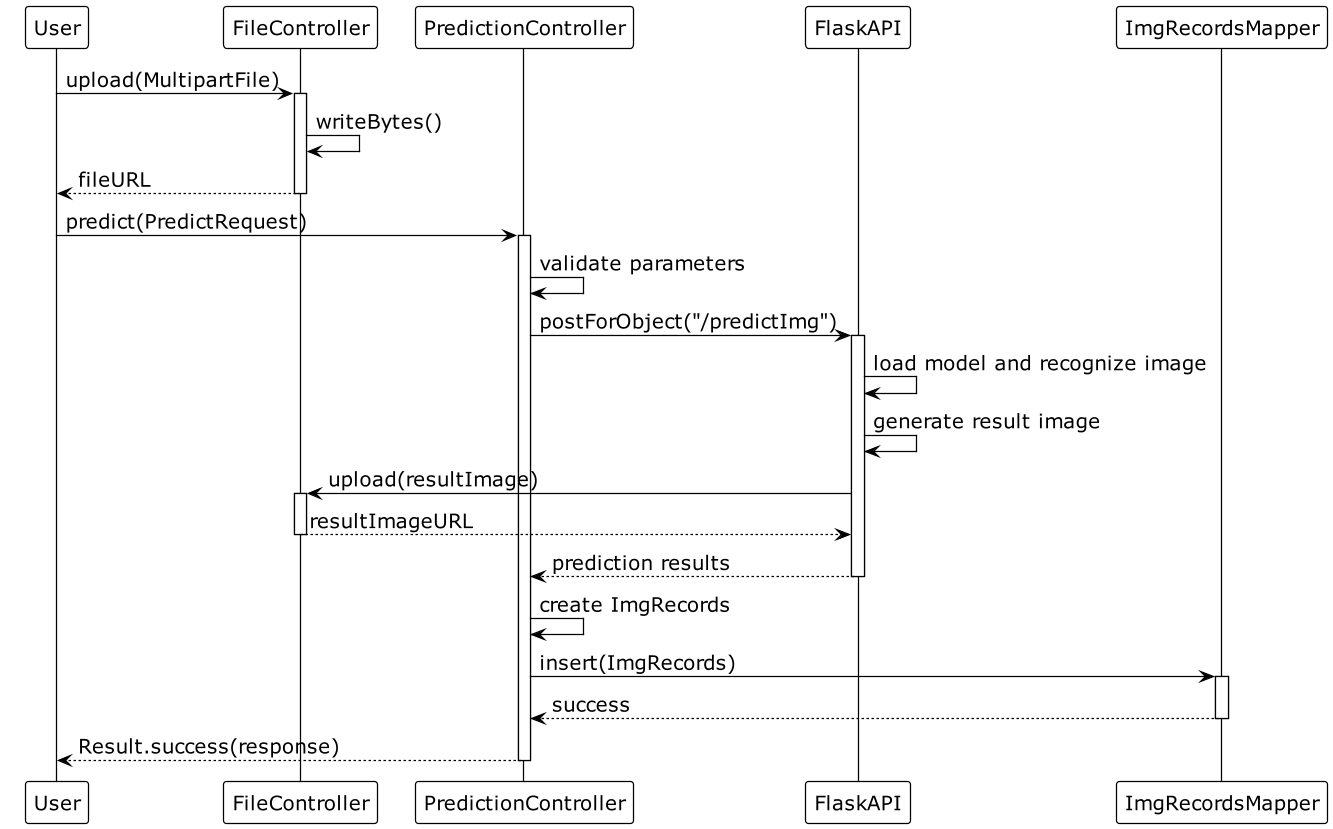 User
FileController
PredictionController
FlaskAPI
ImgRecordsMapper
upload(MultipartFile)
writeBytes()
fileURL
predict(PredictRequest)
validate parameters
postForObject("/predictImg")
load model and recognize image
generate result image
upload(resultImage)
resultImageURL
prediction results
create ImgRecords
insert(ImgRecords)
success
Result.success(response)
User
FileController
PredictionController
FlaskAPI
ImgRecordsMapper